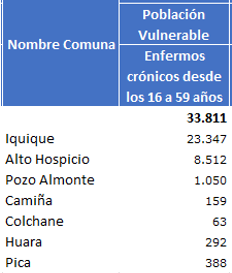 Nombre Comuna
Población
Vulnerable
Enfermos
crónicos desde
los 16 a 59 años
33.811
Iquique 23.347
Alto Hospicio 8.512
Pozo Almonte 1.050
Camiña 159
Colchane 63
Huara 292
Pica 388